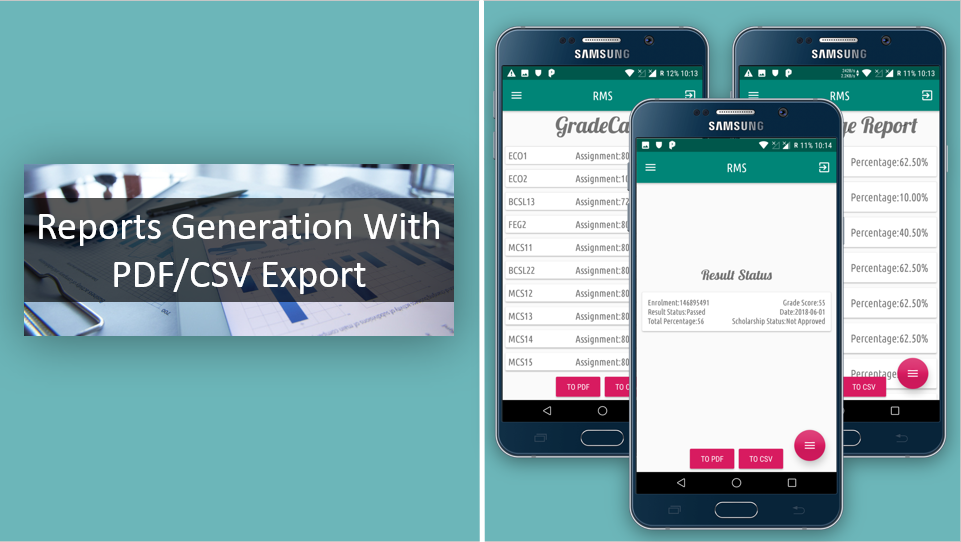 Reports Generation With
PDF/CSV Export
SAMSUNG
R 12% 10:13
RMS
GradeCa
ECO1 Assignment:80
ECO2 Assignment:1
BCSL13 Assignment:72
FEG2 Assignment:8
MCS11 Assignment:80
BCSL22 Assignment:80
MCS12 Assignment:80
MCS13 Assignment:80
MCS14 Assignment:80
MCS15 Assignment:80
TO PDF TO C
SAMSUNG
R 11% 10:14
RMS
Result Status
Enrolment:146895491 Grade Score:55
Result Status:Passed Date:2018-06-01
Total Percentage:56 Scholarship Status:Not Approved
TO PDF TO CSV
SAMSUNG
R 11% 10:13
RMS
ge Report
Percentage:62.50%
Percentage:10.00%
Percentage:40.50%
Percentage:62.50%
Percentage:62.50%
Percentage:62.50%
Percentage
TO CSV